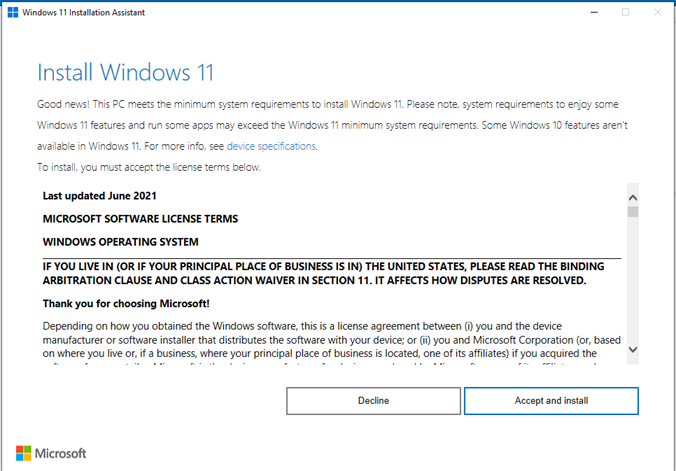 Windows 11 Installation Assistant
Install Windows 11
Good news! This PC meets the minimum system requirements to install Windows 11. Please note, system requirements to enjoy some
Windows 11 features and run some apps may exceed the Windows 11 minimum system requirements. Some Windows 10 features aren't
available in Windows 11. For more info, see device specifications.
To install, you must accept the license terms below.
Last updated June 2021
MICROSOFT SOFTWARE LICENSE TERMS
WINDOWS OPERATING SYSTEM
IF YOU LIVE IN (OR IF YOUR PRINCIPAL PLACE OF BUSINESS IS IN) THE UNITED STATES, PLEASE READ THE BINDING
ARBITRATION CLAUSE AND CLASS ACTION WAIVER IN SECTION 11. IT AFFECTS HOW DISPUTES ARE RESOLVED.
Thank you for choosing Microsoft!
Depending on how you obtained the Windows software, this is a license agreement between (i) you and the device
manufacturer or software installer that distributes the software with your device; or (ii) you and Microsoft Corporation (or, based
on where you live or, if a business, where your principal place of business is located, one of its affiliates) if you acquired the
Decline
Accept and install
Microsoft